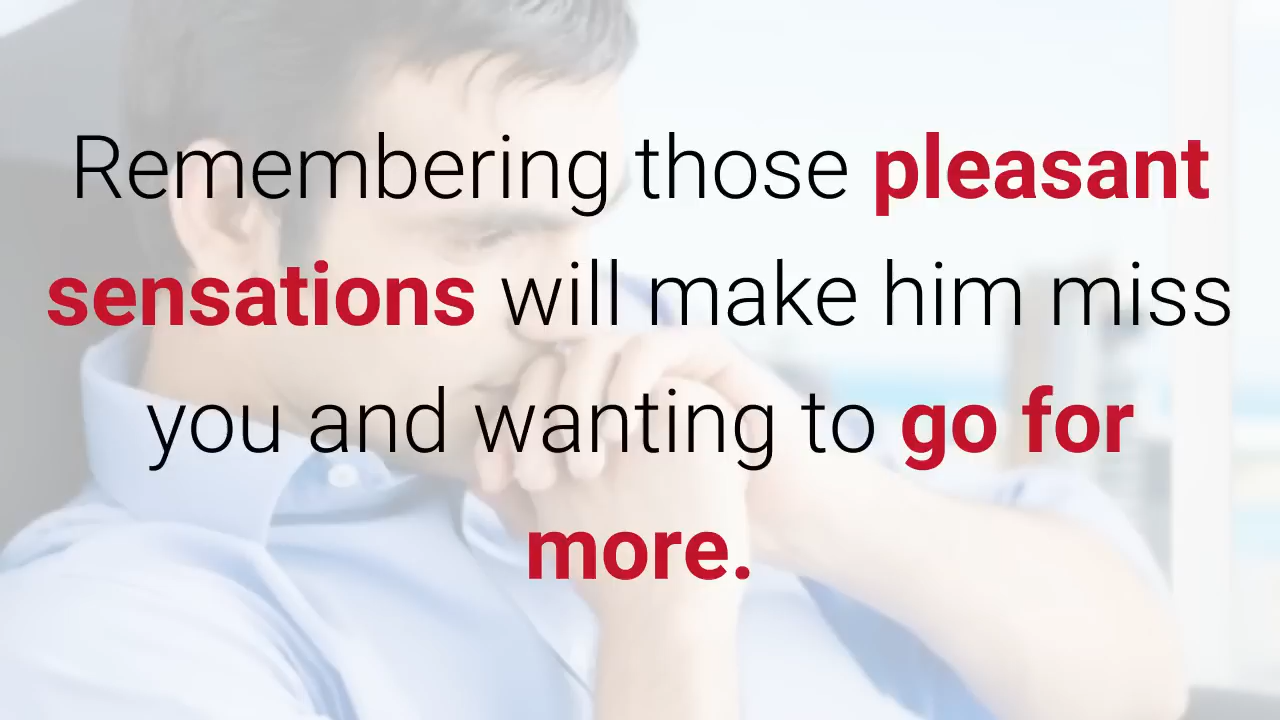 Remembering those pleasant
sensations will make him miss
you and wanting to go for
more.